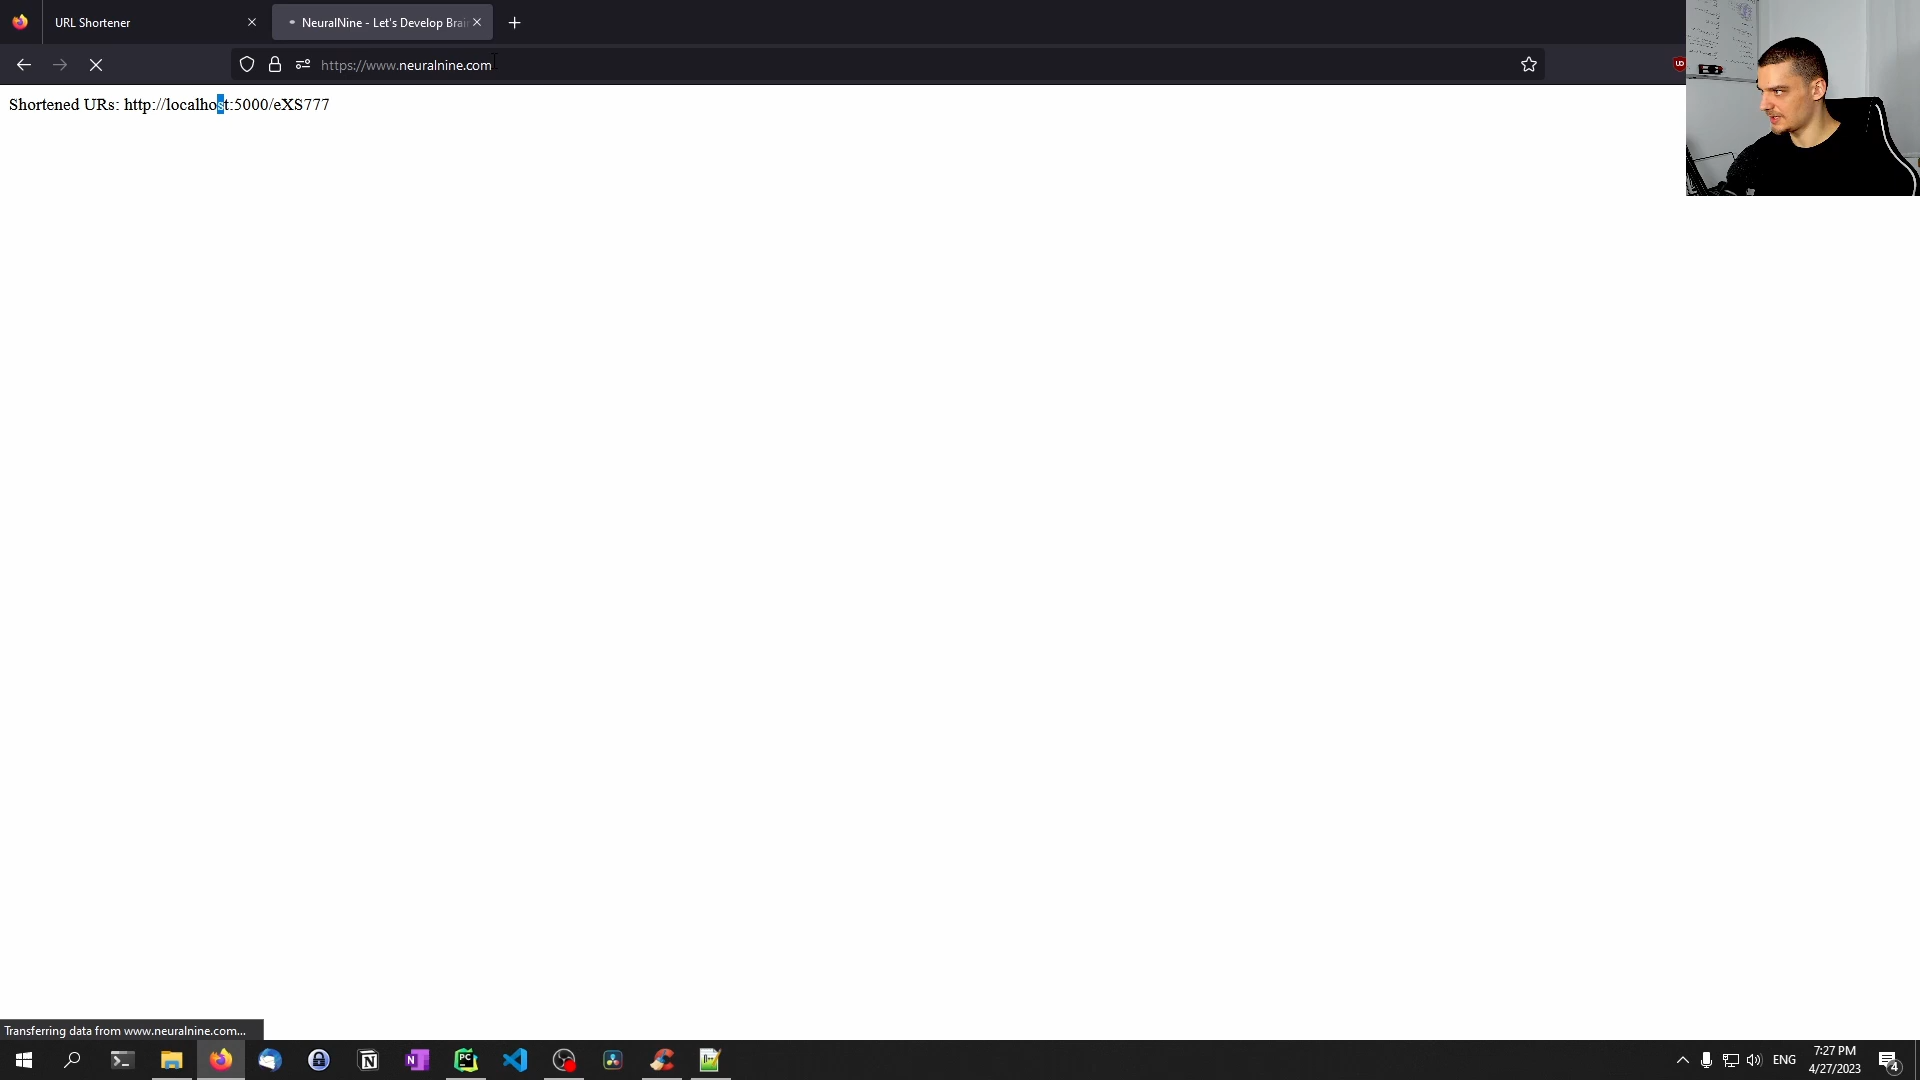 URL Shortener
NeuralNine - Let's Develop Brai
https://www.neuralnine.com
Shortened URs: http://localhost:5000/eXS777
Transferring data from www.neuralnine.com...
ENG
7:27 PM
4/27/2023
4